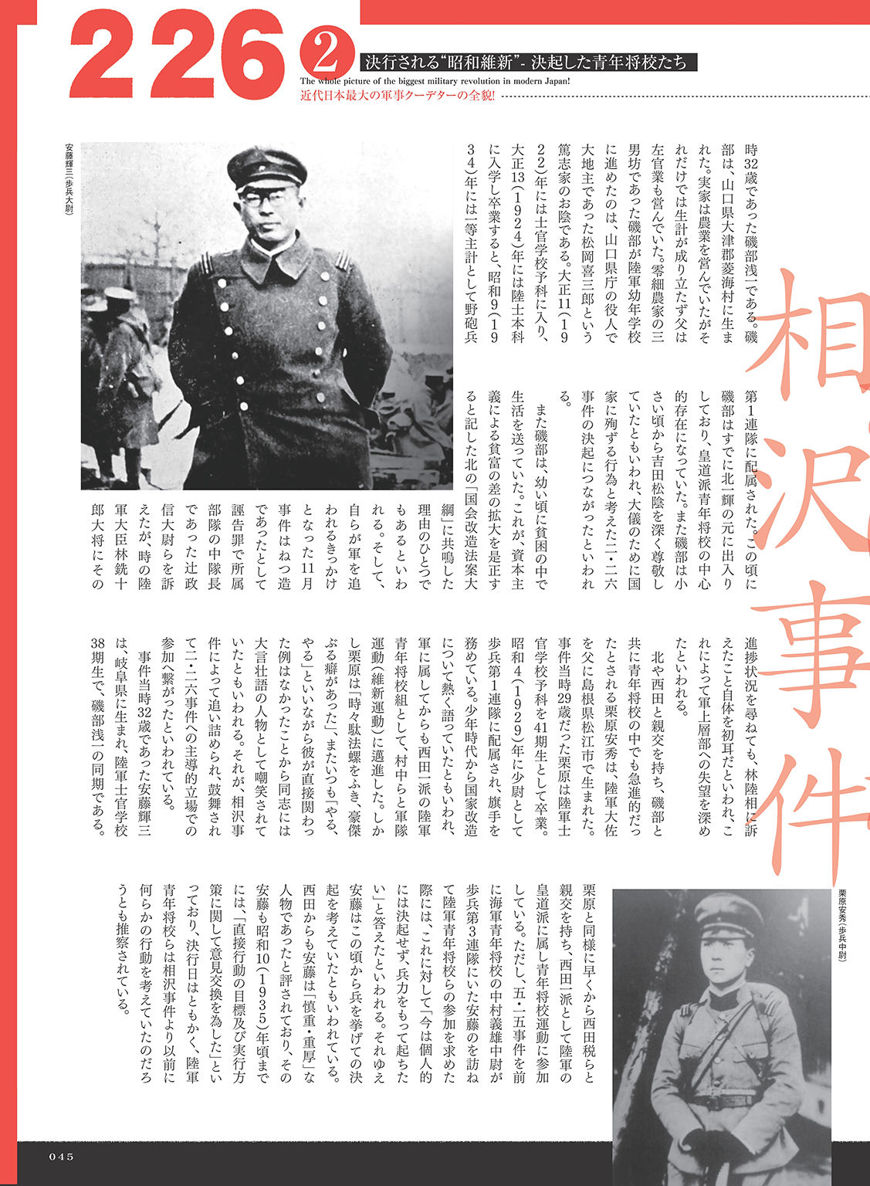 226
2
決行される“昭和維新”- 決起した青年将校たち
The whole picture of the biggest military revolution in modern Japan!
近代日本最大の軍事クーデターの全貌!
相沢事件
安藤輝三(歩兵大尉)
時32歳であった磯部浅一である。磯
部は、山口県大津郡菱海村に生ま
れた。実家は農業を営んでいたがそ
れだけでは生計が成り立たず父は
左官業も営んでいた。零細農家の三
男坊であった磯部が陸軍幼年学校
に進めたのは、山口県庁の役人で
大地主であった松岡喜三郎という
篤志家のお陰である。大正11(19
22)年には士官学校予科に入り、
大正13(1924)年には陸士本科
に入学し卒業すると、昭和9(19
34)年には一等主計として野砲兵
第1連隊に配属された。この頃に
磯部はすでに北一輝の元に出入り
しており、皇道派青年将校の中心
的存在になっていた。また磯部は小
さい頃から吉田松陰を深く尊敬し
ていたともいわれ、大儀のために国
家に殉ずる行為と考えた二・二六
事件の決起につながったといわれ
る。
また磯部は、幼い頃に貧困の中で
生活を送っていた。これが、資本主
義による貧富の差の拡大を是正す
ると記した北の「国会改造法案大
綱」に共鳴した
理由のひとつで
もあるといわ
れる。そして、
自らが軍を追
われるきっかけ
となった11月
事件はねつ造
であったとして
誣告罪で所属
部隊の中隊長
であった辻政
信大尉らを訴
えたが、時の陸
軍大臣林銑十
郎大将にその
進捗状況を尋ねても、林陸相に訴
えたこと自体を初耳だといわれ、こ
れによって軍上層部への失望を深め
たといわれる。
北や西田と親交を持ち、磯部と
共に青年将校の中でも急進的だっ
たとされる栗原安秀は、陸軍大佐
を父に島根県松江市で生まれた。
事件当時29歳だった栗原は陸軍士
官学校予科を41期生として卒業。
昭和4(1929)年に少尉として
歩兵第1連隊に配属され、旗手を
務めている。少年時代から国家改造
について熱く語っていたともいわれ、
軍に属してからも西田一派の陸軍
青年将校組として、村中らと軍隊
運動(維新運動)に邁進した。しか
し栗原は「時々駄法螺をふき、豪傑
ぶる癖があった」、またいつも「やる、
やる」といいながら彼が直接関わっ
た例はなかったことから同志には
大言壮語の人物として嘲笑されて
いたともいわれる。それが、相沢事
件によって追い詰められ、鼓舞され
て二・二六事件への主導的立場での
参加へ繋がったといわれている。
事件当時32歳であった安藤輝三
は、岐阜県に生まれ、陸軍士官学校
38期生で、磯部浅一の同期である。
栗原安秀(歩兵中尉)
栗原と同様に早くから西田税らと
親交を持ち、西田一派として陸軍の
皇道派に属し青年将校運動に参加
している。ただし、五・二五事件を前
に海軍青年将校の中村義雄中尉が
歩兵第3連隊にいた安藤のを訪ね
て陸軍青年将校らの参加を求めた
際には、これに対して「今は個人的
には決起せず、兵力をもって起ちた
い」と答えたといわれる。それゆえ
安藤はこの頃から兵を挙げての決
起を考えていたともいわれている。
西田からも安藤は「慎重・重厚」な
人物であったと評されており、その
安藤も昭和10(1935)年頃まで
には、「直接行動の目標及び実行方
策に関して意見交換を為した」とい
っており、決行日はともかく、陸軍
青年将校らは相沢事件より以前に
何らかの行動を考えていたのだろ
うとも推察されている。
045